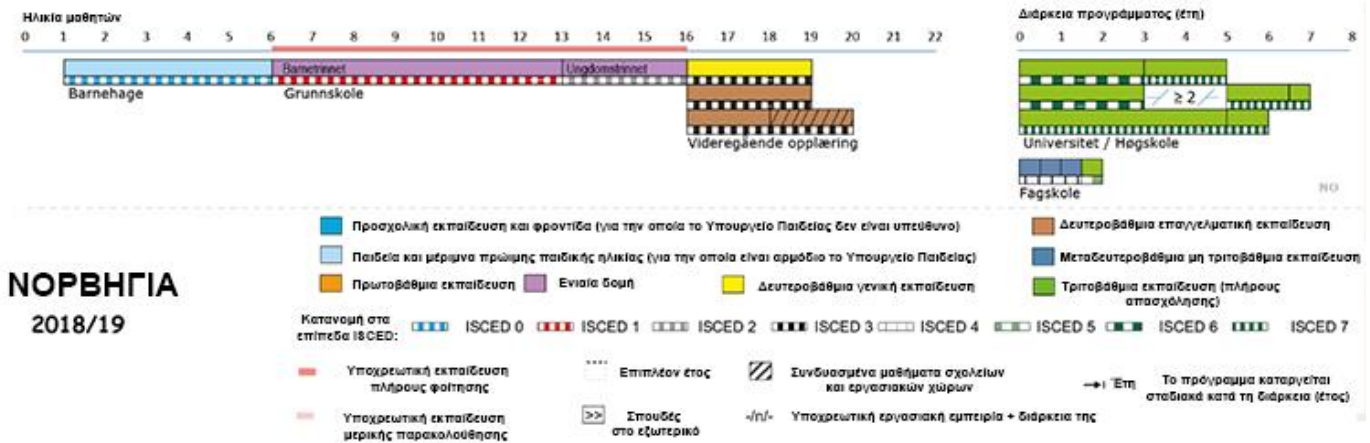 Ηλικία μαθητών
Διάρκεια προγράμματος (έτη)
0 1 2 3 4 5 6 7 8 9 10 11 12 13 14 15 16 17 18 19 20 22
0 1 2 3 4 5 6 7 8
Barnetrinnet
Ungdomstrinnet
Barnehage
Grunnskole
≥ 2
Videregående opplæring
Universitet / Høgskole
Fagskole
NO
Προσχολική εκπαίδευση και φροντίδα (για την οποία το Υπουργείο Παιδείας δεν είναι υπεύθυνο)
Δευτεροβάθμια επαγγελματική εκπαίδευση
Παιδεία και μέριμνα πρώιμης παιδικής ηλικίας (για την οποία είναι αρμόδιο το Υπουργείο Παιδείας)
Μεταδευτεροβάθμια μη τριτοβάθμια εκπαίδευση
Πρωτοβάθμια εκπαίδευση
Ενιαία δομή
Δευτεροβάθμια γενική εκπαίδευση
Τριτοβάθμια εκπαίδευση (πλήρους
απασχόλησης)
ΝΟΡΒΗΓΙΑ
2018/19
Κατανομή στα
επίπεδα ISCED:
ISCED 0
ISCED 1
ISCED 2
ISCED 3
ISCED 4
ISCED 5
ISCED 6
ISCED 7
Υποχρεωτική εκπαίδευση
πλήρους φοίτησης
Επιπλέον έτος
Συνδυασμένα μαθήματα σχολείων
και εργασιακών χώρων
Έτη
Το πρόγραμμα καταργείται
σταδιακά κατά τη διάρκεια (έτος)
Υποχρεωτική εκπαίδευση
μερικής παρακολούθησης
>> Σπουδές
στο εξωτερικό
-/n/- Υποχρεωτική εργασιακή εμπειρία + διάρκεια της